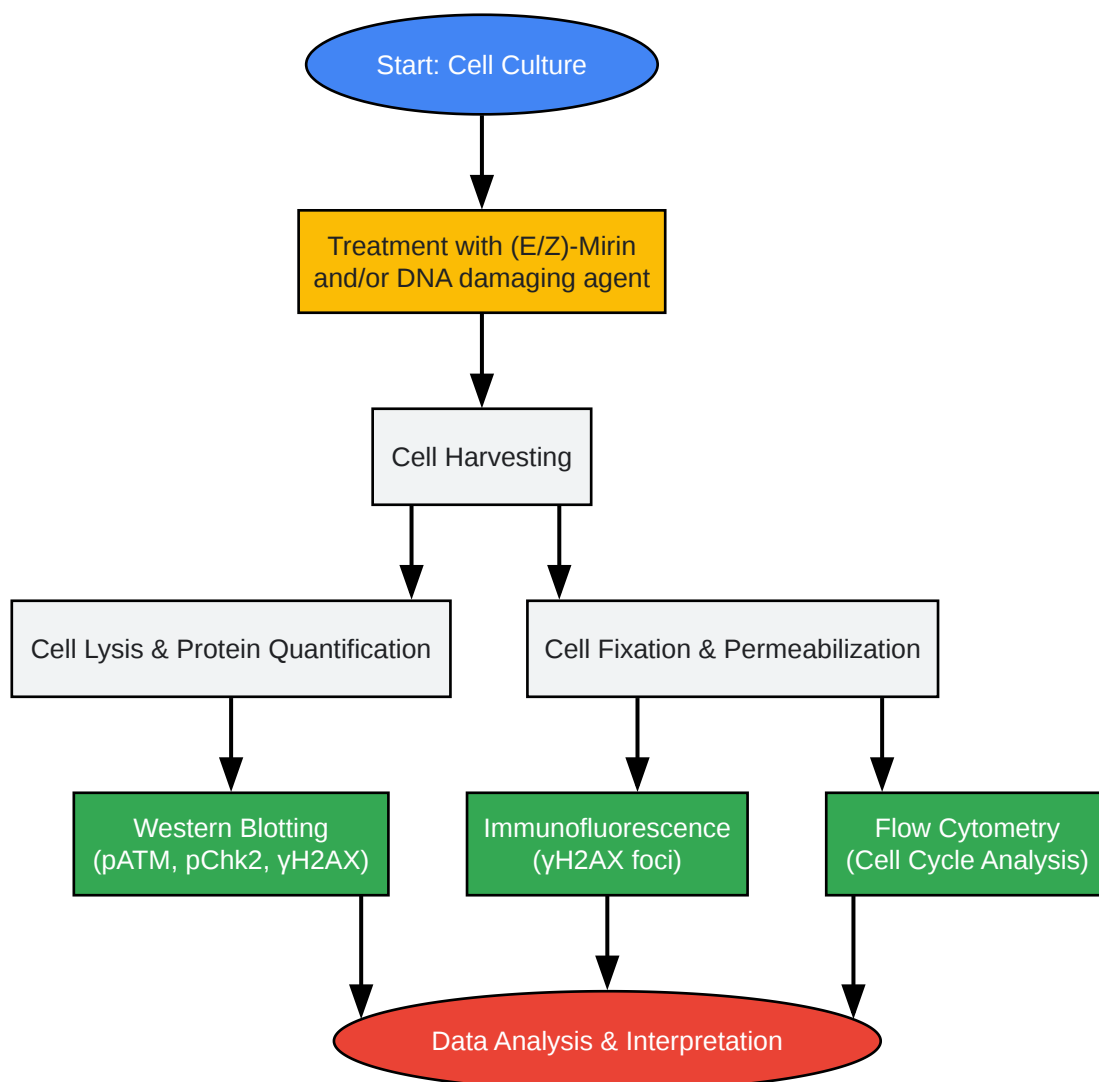 Start: Cell Culture
Treatment with (E/Z)-Mirin
and/or DNA damaging agent
Cell Harvesting
Cell Lysis & Protein Quantification
Cell Fixation & Permeabilization
Western Blotting
(pATM, pChk2, γH2AX)
Immunofluorescence
(γH2AX foci)
Flow Cytometry
(Cell Cycle Analysis)
Data Analysis & Interpretation